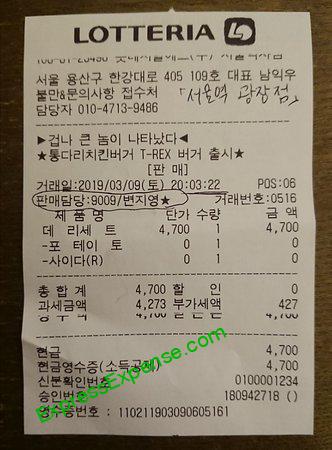 LOTTERIA
서울 용산구 한강대로 405 109호 대표 남익우
불만&문의사항 접수처 「서울역 광장점」
담당자 010-4713-9486
▶겁나 큰 놈이 나타났다◀
★통다리치킨버거 T-REX 버거 출시★
[판 매]
거래일:2019/03/09(토) 20:03:22 POS:06
판매담당:9009/변지영★ 거래번호:0516
제 품 명 단가 수량 금 액
데 리 세 트 4,700 1 4,700
-포 테 이 토 0 1 0
-사이다(R) 0 1 0
총 합 계 4,700 할 인 0
과세금액 4,273 부가세액 427
4,700 4,700
현금 4,700
현금영수증(소득공제) 4,700
신분확인번호 0100001234
승인번호 180942718 ()
영수증번호 : 110211903090605161
ExpressExpense.com